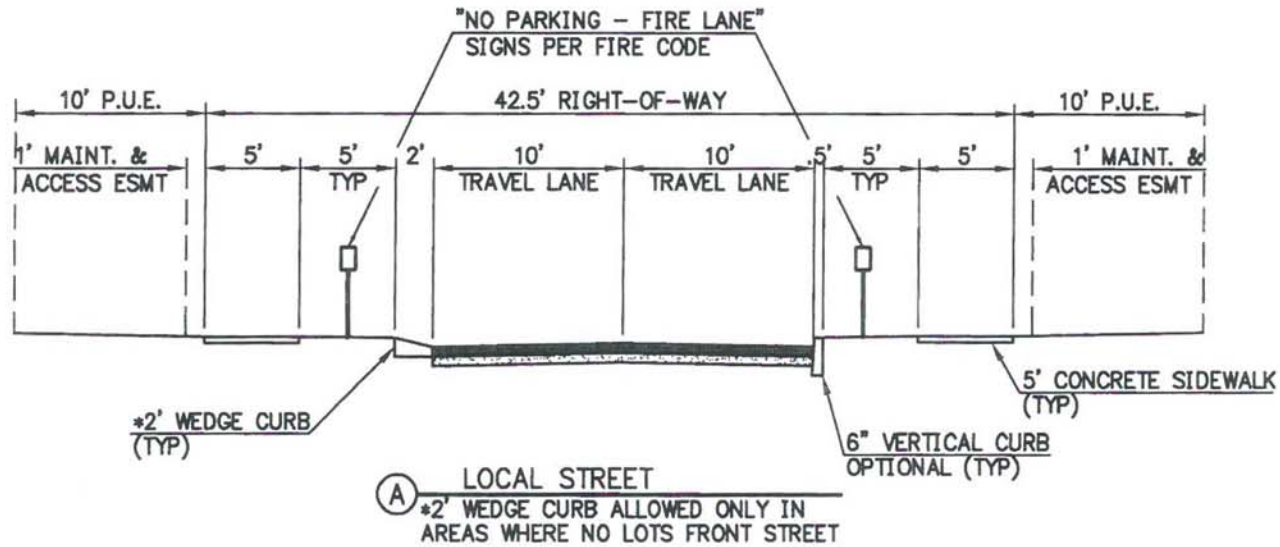 "NO PARKING - FIRE LANE"
SIGNS PER FIRE CODE
10' P.U.E.
42.5' RIGHT-OF-WAY
10' P.U.E.
1' MAINT. &
ACCESS ESMT
5'
5'
TYP
2'
10'
TRAVEL LANE
10'
TRAVEL LANE
.5'
5'
TYP
5'
1' MAINT. &
ACCESS ESMT
*2' WEDGE CURB
(TYP)
5' CONCRETE SIDEWALK
(TYP)
6" VERTICAL CURB
OPTIONAL (TYP)
A
LOCAL STREET
*2' WEDGE CURB ALLOWED ONLY IN
AREAS WHERE NO LOTS FRONT STREET